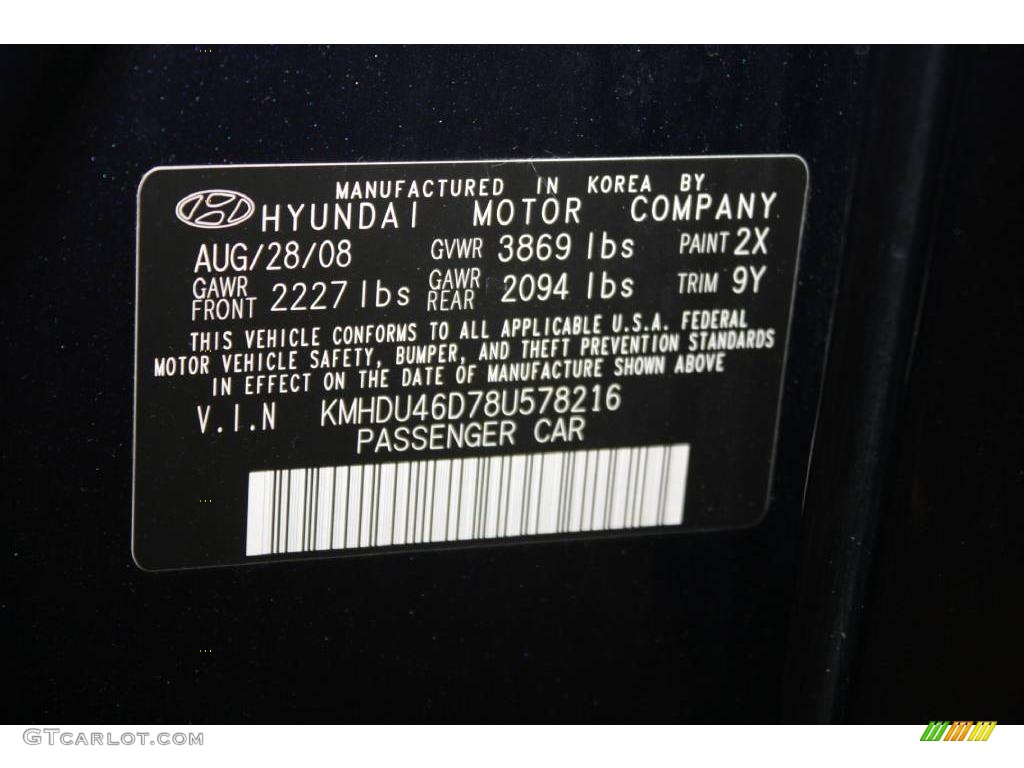 MANUFACTURED IN KOREA BY
HYUNDAI MOTOR COMPANY
AUG/28/08 GVWR 3869 lbs PAINT 2X
GAWR FRONT 2227 lbs GAWR REAR 2094 lbs TRIM 9Y
THIS VEHICLE CONFORMS TO ALL APPLICABLE U.S.A. FEDERAL
MOTOR VEHICLE SAFETY, BUMPER, AND THEFT PREVENTION STANDARDS
IN EFFECT ON THE DATE OF MANUFACTURE SHOWN ABOVE
V.I.N KMHDU46D78U578216
PASSENGER CAR
GTCARLOT.COM